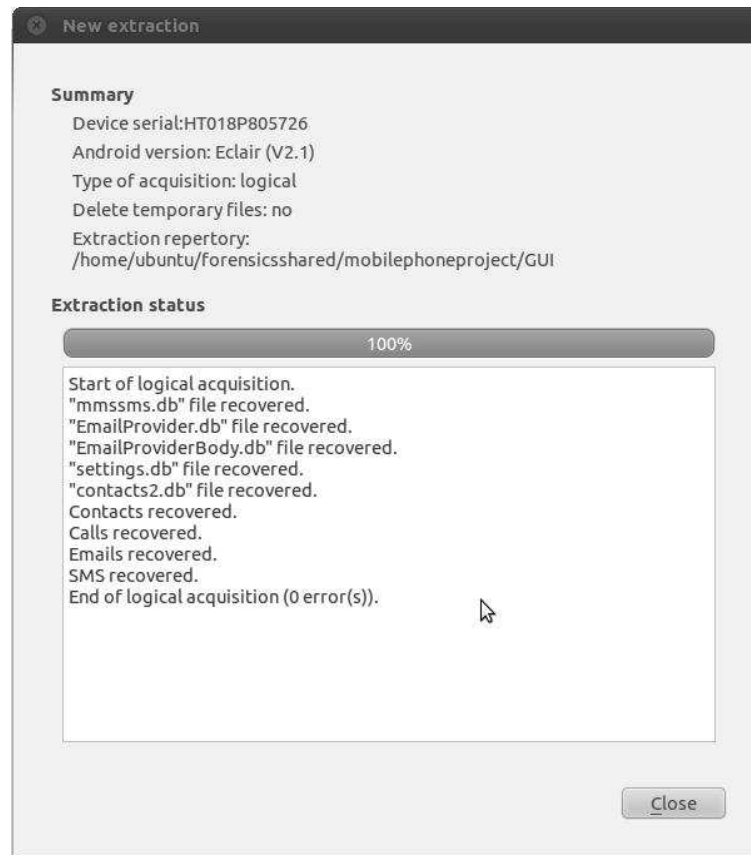 New extraction
Summary
Device serial:HT018P805726
Android version: Eclair (V2.1)
Type of acquisition: logical
Delete temporary files: no
Extraction repertory:
/home/ubuntu/forensicsshared/mobilephoneproject/GUI
Extraction status
100%
Start of logical acquisition.
"mmssms.db" file recovered.
"EmailProvider.db" file recovered.
"EmailProviderBody.db" file recovered.
"settings.db" file recovered.
"contacts2.db" file recovered.
Contacts recovered.
Calls recovered.
Emails recovered.
SMS recovered.
End of logical acquisition (0 error(s)).
Close